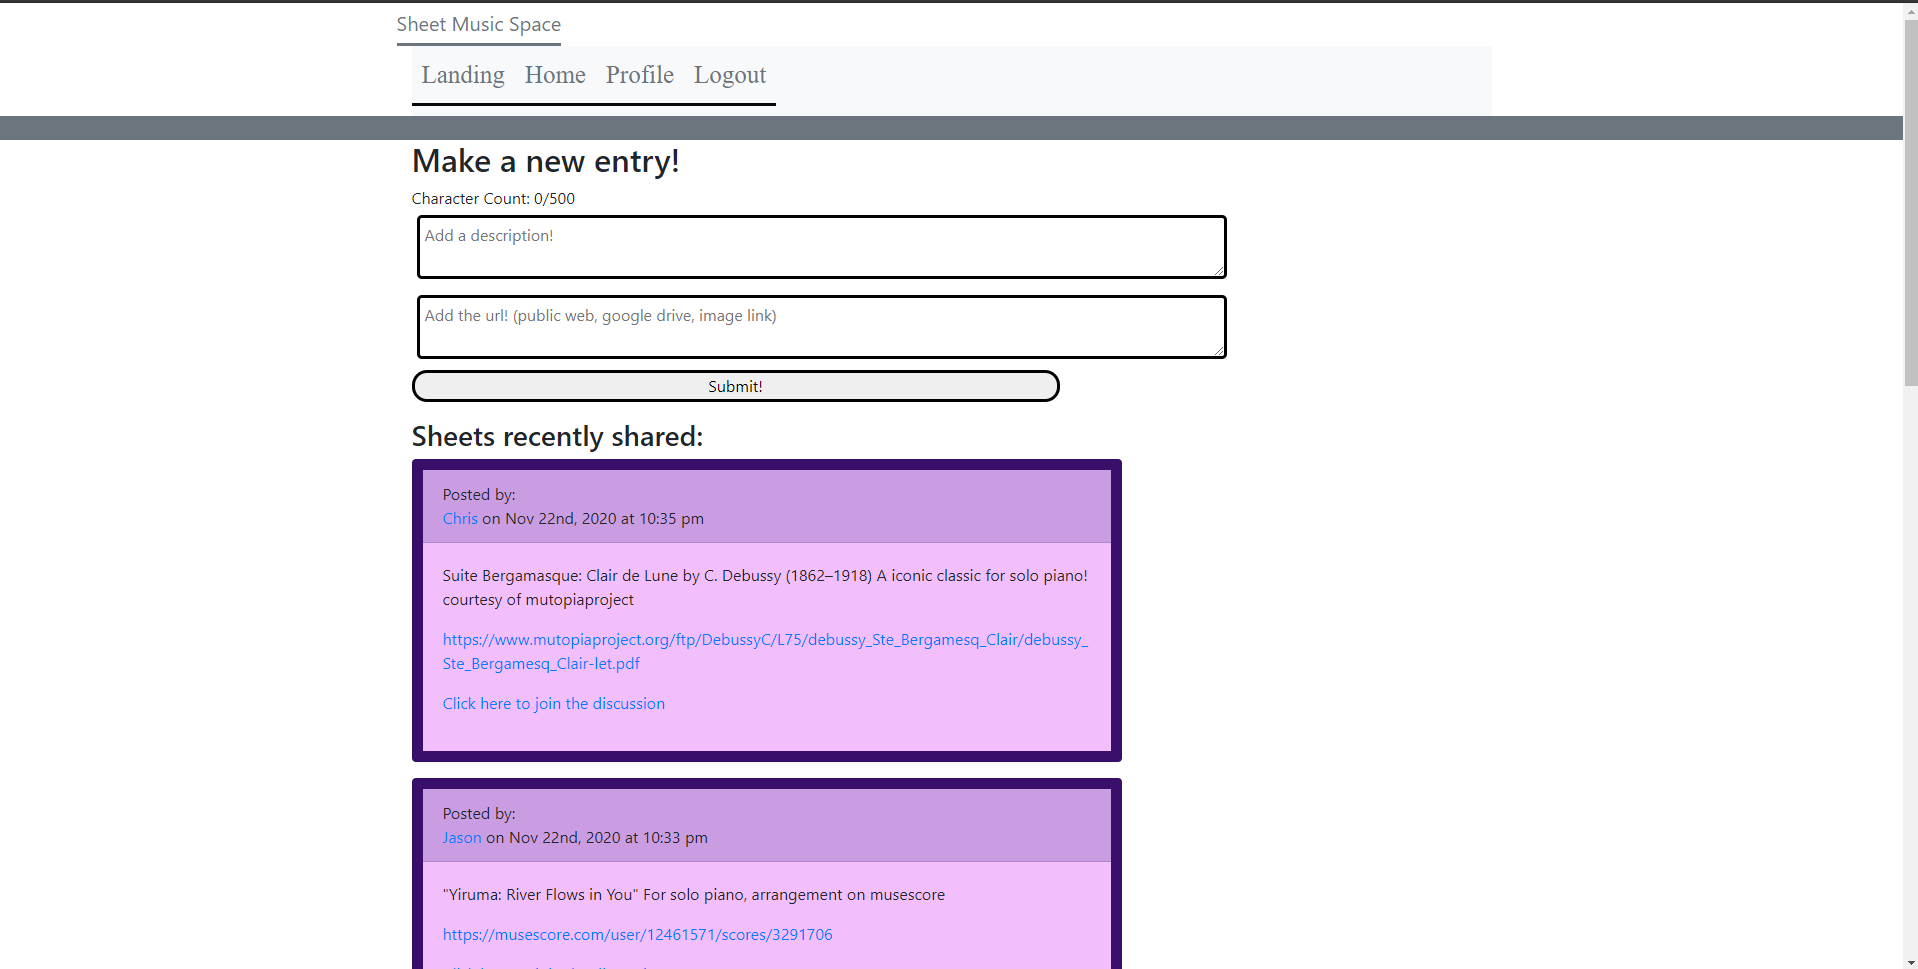 Sheet Music Space
Landing Home Profile Logout
Make a new entry!
Character Count: 0/500
Add a description!
Add the url! (public web, google drive, image link)
Submit!
Sheets recently shared:
Posted by:
Chris on Nov 22nd, 2020 at 10:35 pm
Suite Bergamasque: Clair de Lune by C. Debussy (1862–1918) A iconic classic for solo piano!
courtesy of mutopiaproject
https://www.mutopiaproject.org/ftp/DebussyC/L75/debussy_Ste_Bergamesq_Clair/debussy_
Ste_Bergamesq_Clair-let.pdf
Click here to join the discussion
Posted by:
Jason on Nov 22nd, 2020 at 10:33 pm
"Yiruma: River Flows in You" For solo piano, arrangement on musescore
https://musescore.com/user/12461571/scores/3291706